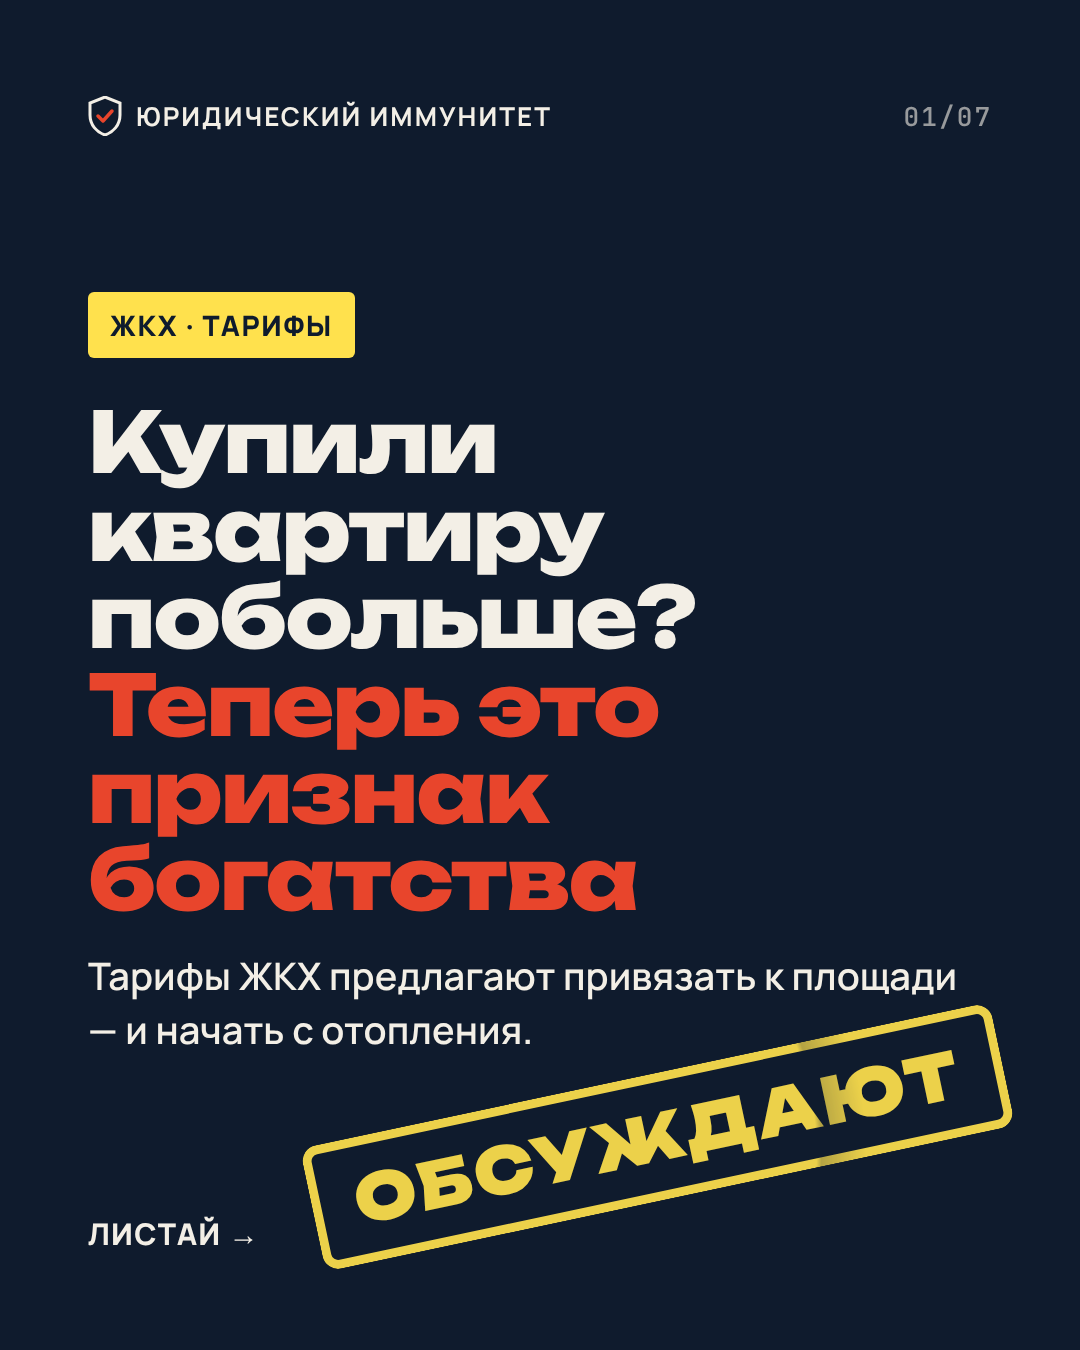 ЮРИДИЧЕСКИЙ ИММУНИТЕТ
01/07
ЖКХ · ТАРИФЫ
Купили
квартиру
побольше?
Теперь это
признак
богатства
Тарифы ЖКХ предлагают привязать к площади
— и начать с отопления.
ОБСУЖДАЮТ
ЛИСТАЙ →